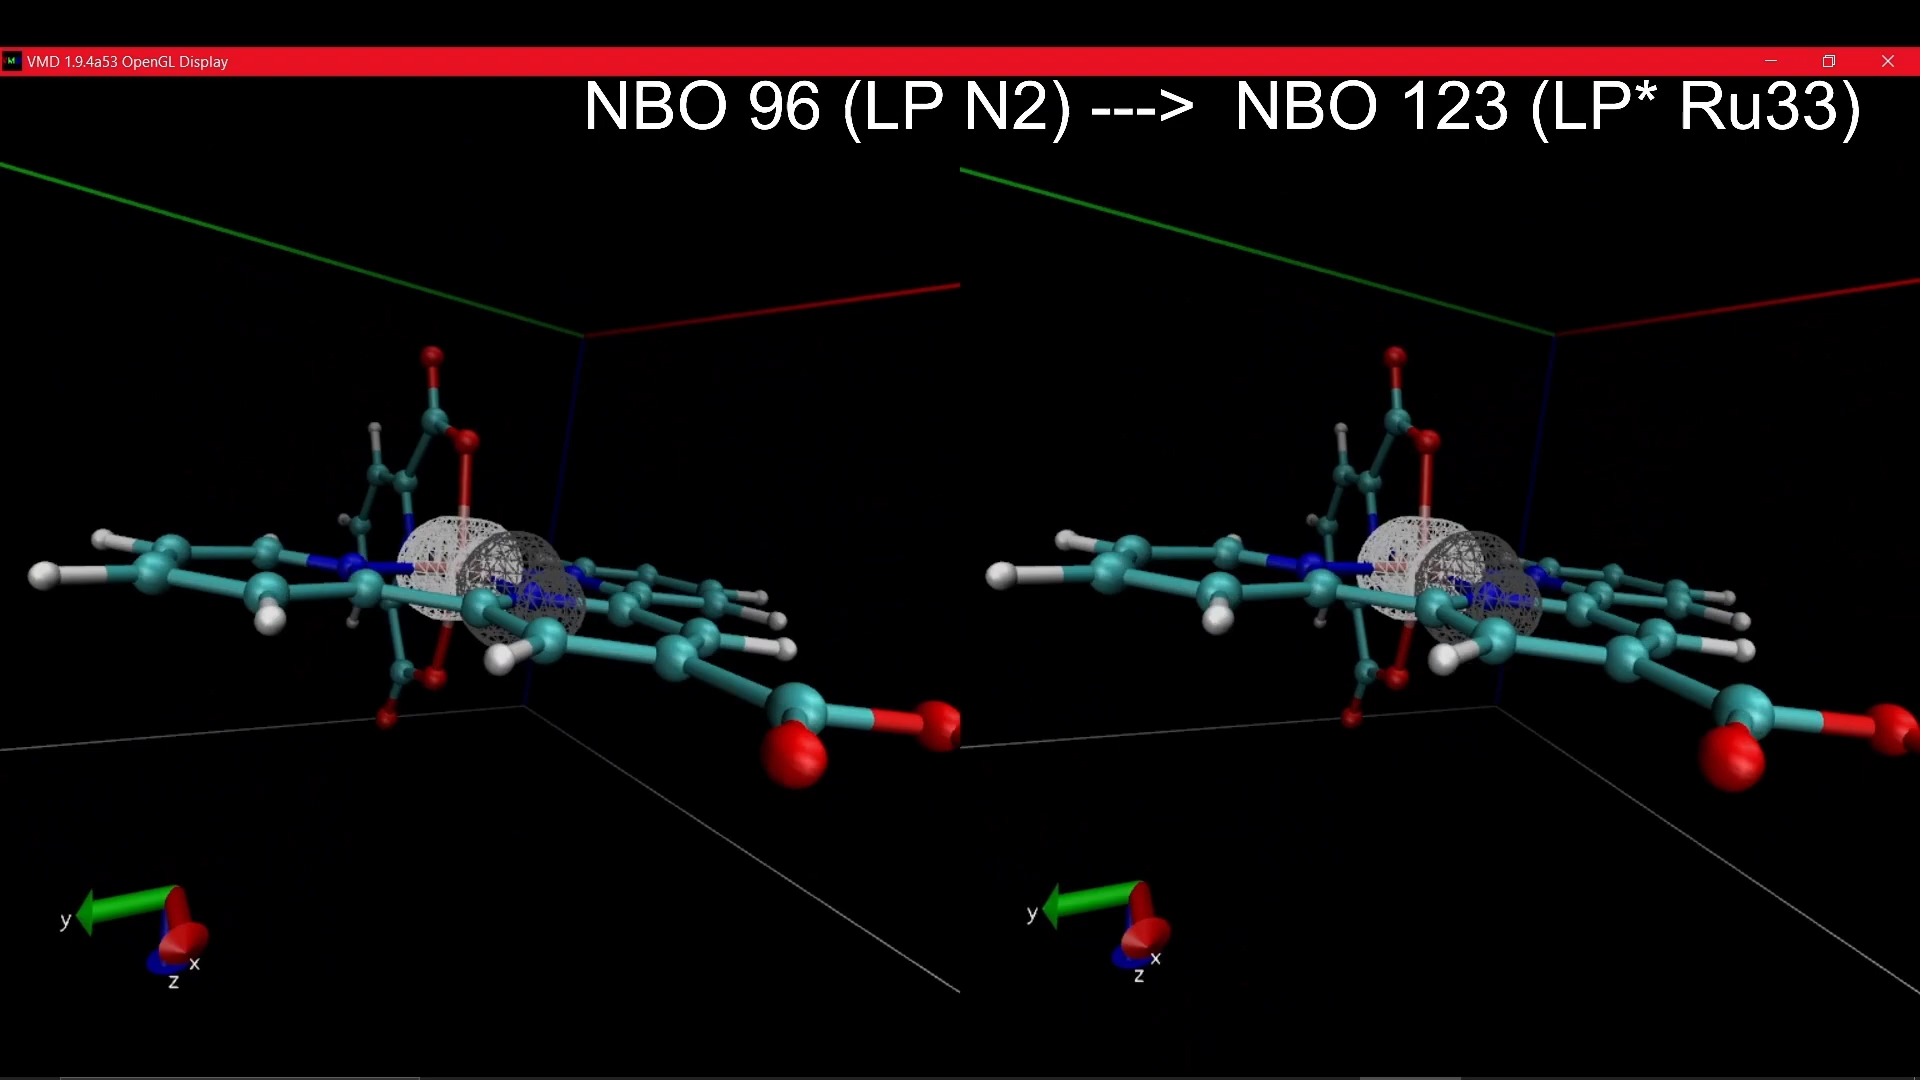 VMD 1.9.4a53 OpenGL Display
NBO 96 (LP N2) ---> NBO 123 (LP* Ru33)
y
x
z
y
x
z